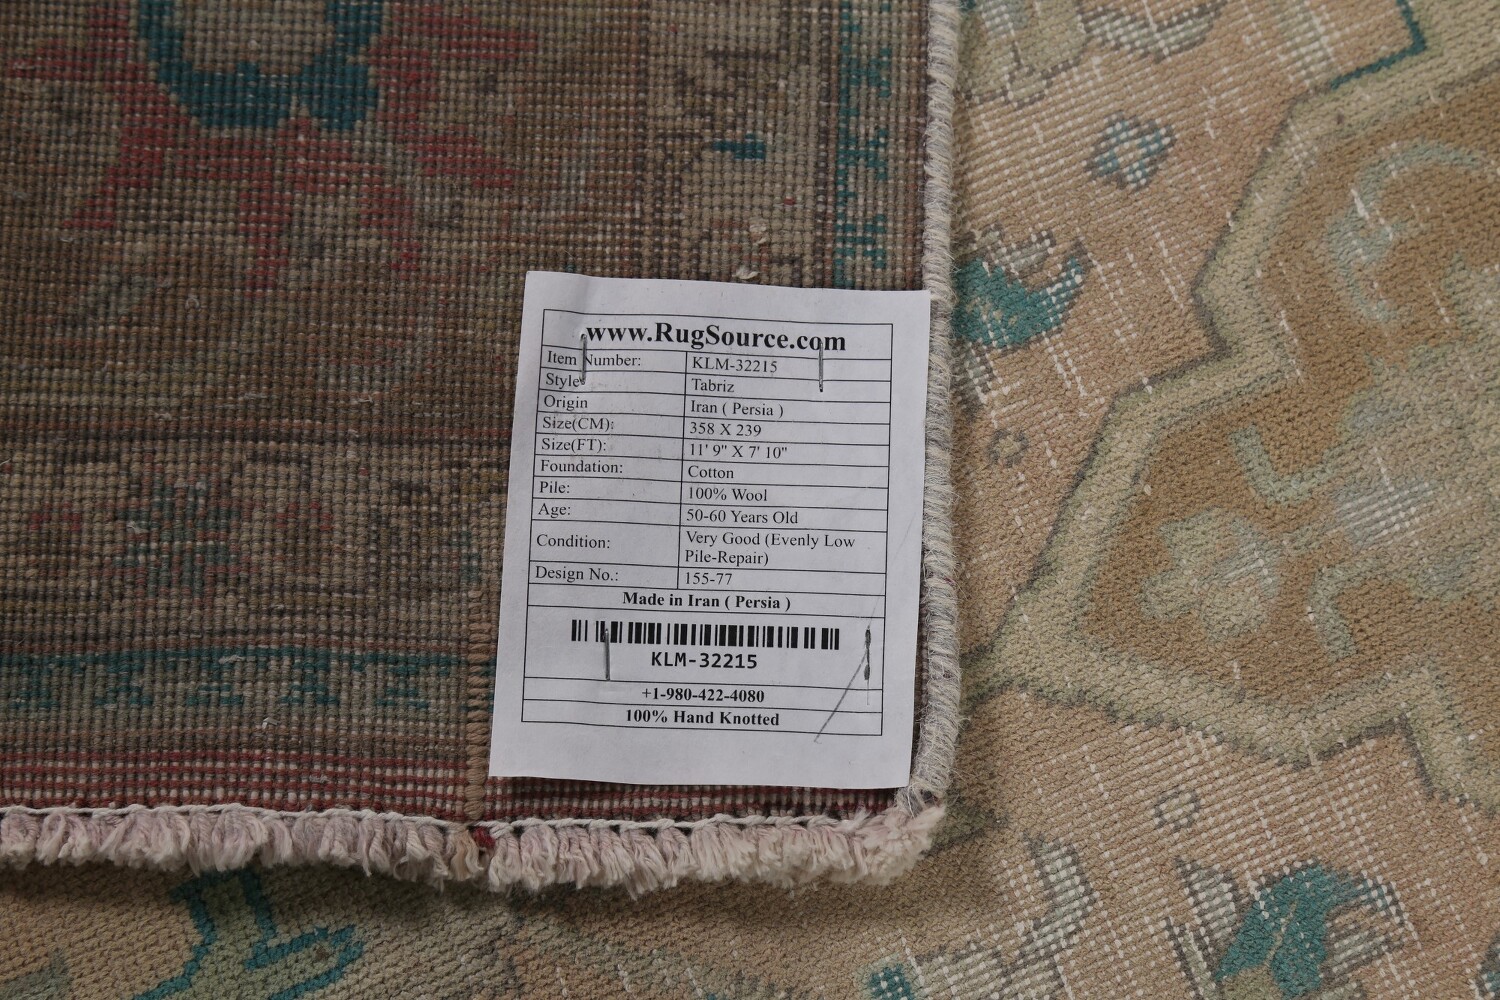 www.RugSource.com
Item Number: KLM-32215
Style Tabriz
Origin Iran ( Persia )
Size(CM): 358 X 239
Size(FT): 11' 9" X 7' 10"
Foundation: Cotton
Pile: 100% Wool
Age: 50-60 Years Old
Condition: Very Good (Evenly Low
Pile-Repair)
Design No.: 155-77
Made in Iran ( Persia )
KLM-32215
+1-980-422-4080
100% Hand Knotted